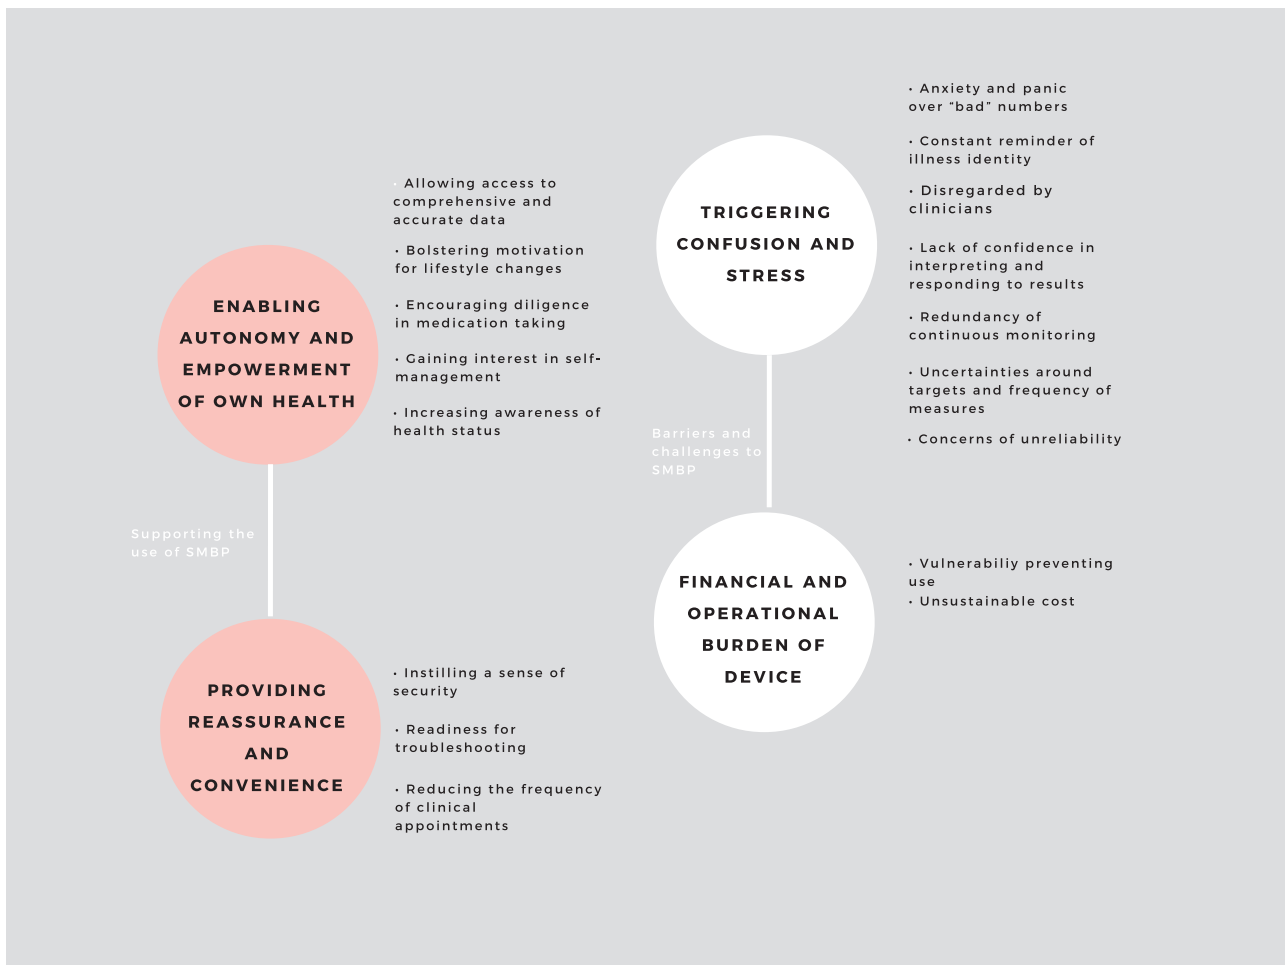 ENABLING
AUTONOMY AND
EMPOWERMENT
OF OWN HEALTH
• Allowing access to
comprehensive and
accurate data
• Bolstering motivation
for lifestyle changes
• Encouraging diligence
in medication taking
• Gaining interest in self-
management
• Increasing awareness of
health status
Supporting the
use of SMBP
PROVIDING
REASSURANCE
AND
CONVENIENCE
• Instilling a sense of
security
• Readiness for
troubleshooting
• Reducing the frequency
of clinical
appointments
TRIGGERING
CONFUSION AND
STRESS
• Anxiety and panic
over “bad” numbers
• Constant reminder of
illness identity
• Disregarded by
clinicians
• Lack of confidence in
interpreting and
responding to results
• Redundancy of
continuous monitoring
• Uncertainties around
targets and frequency of
measures
• Concerns of unreliability
Barriers and
challenges to
SMBP
FINANCIAL AND
OPERATIONAL
BURDEN OF
DEVICE
• Vulnerabiliy preventing
use
• Unsustainable cost